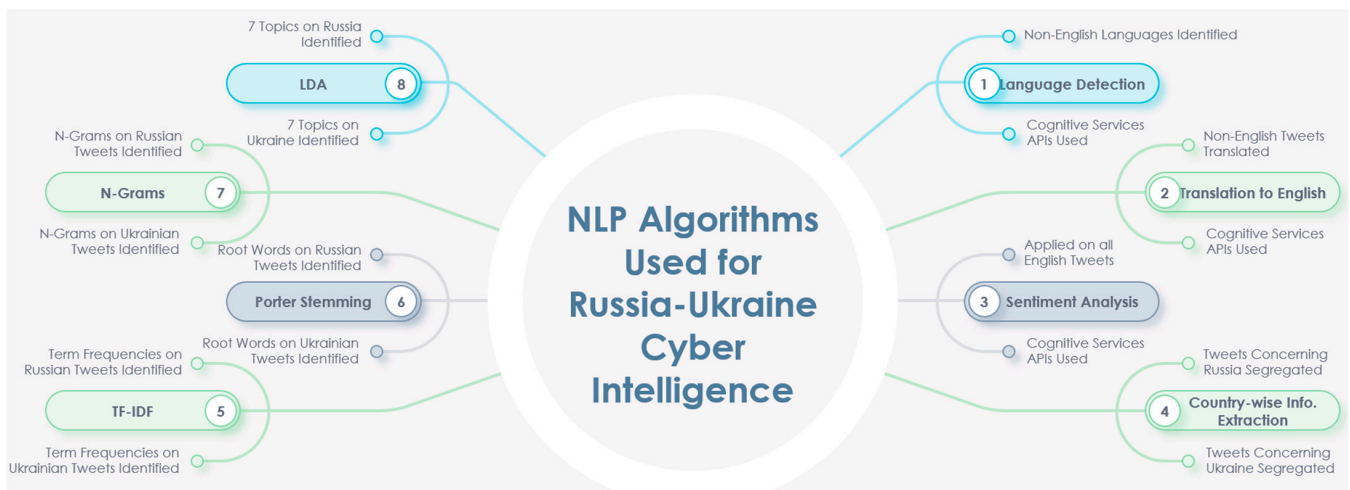 NLP Algorithms
Used for
Russia-Ukraine
Cyber
Intelligence
Non-English Languages Identified
1 Language Detection
Cognitive Services
APIs Used
Non-English Tweets
Translated
2 Translation to English
Cognitive Services
APIs Used
Applied on all
English Tweets
3 Sentiment Analysis
Cognitive Services
APIs Used
Tweets Concerning
Russia Segregated
4 Country-wise Info.
Extraction
Tweets Concerning
Ukraine Segregated
Term Frequencies on
Russian Tweets Identified
TF-IDF 5
Term Frequencies on
Ukrainian Tweets Identified
Root Words on Russian
Tweets Identified
Porter Stemming 6
Root Words on Ukrainian
Tweets Identified
N-Grams on Russian
Tweets Identified
N-Grams 7
N-Grams on Ukrainian
Tweets Identified
7 Topics on Russia
Identified
LDA 8
7 Topics on
Ukraine Identified